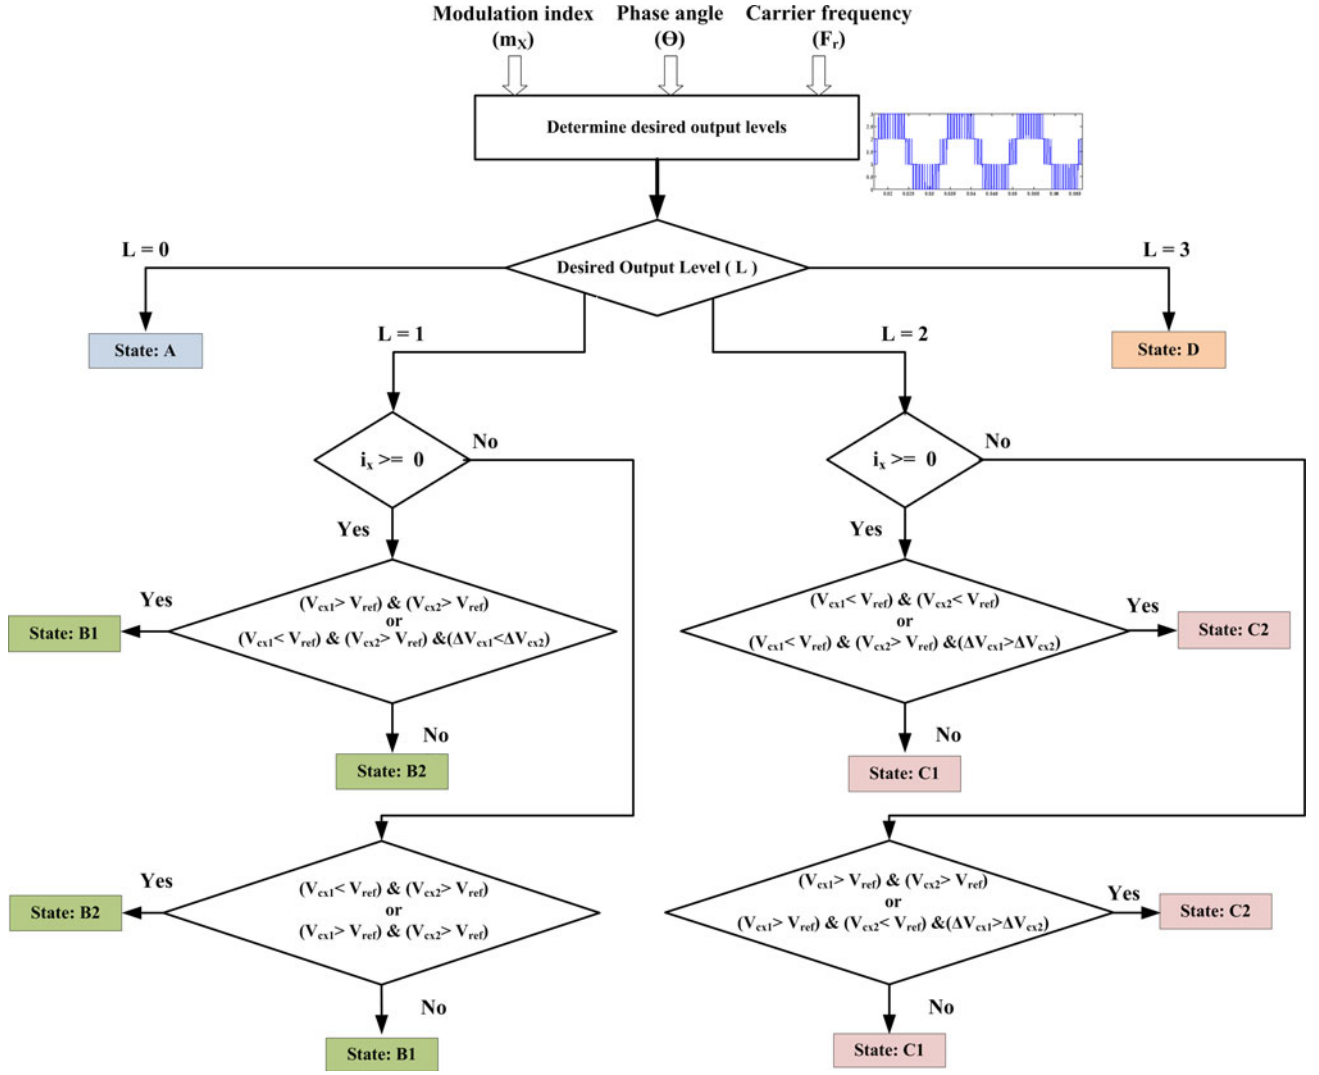 Modulation index Phase angle Carrier frequency
(mX) (Θ) (Fr)
Determine desired output levels
L = 0
L = 3
Desired Output Level ( L )
L = 1
L = 2
State: A
State: D
ix >= 0
No
ix >= 0
No
Yes
Yes
(Vcx1> Vref) & (Vcx2> Vref)
or
(Vcx1< Vref) & (Vcx2> Vref) &(ΔVcx1<ΔVcx2)
Yes
State: B1
(Vcx1< Vref) & (Vcx2< Vref)
or
(Vcx1< Vref) & (Vcx2> Vref) &(ΔVcx1>ΔVcx2)
Yes
State: C2
No
No
State: B2
State: C1
(Vcx1< Vref) & (Vcx2> Vref)
or
(Vcx1> Vref) & (Vcx2> Vref)
Yes
State: B2
(Vcx1> Vref) & (Vcx2> Vref)
or
(Vcx1> Vref) & (Vcx2< Vref) &(ΔVcx1>ΔVcx2)
Yes
State: C2
No
No
State: B1
State: C1